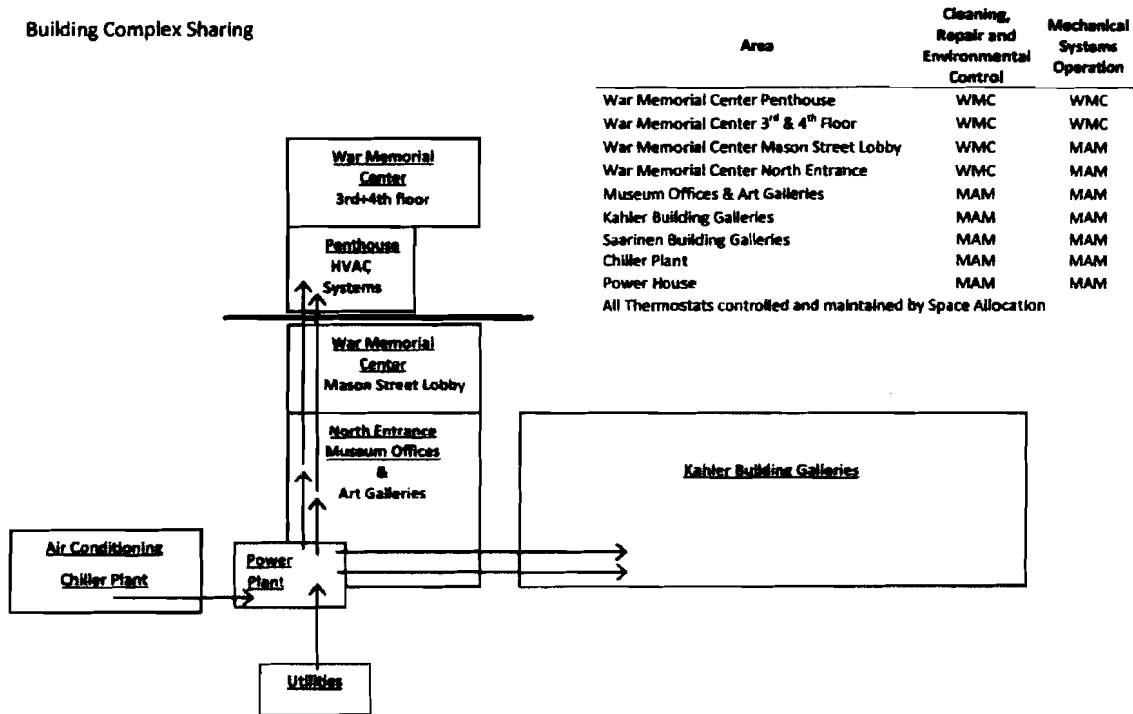 Building Complex Sharing
Area
Cleaning,
Repair and
Environmental
Control
Mechanical
Systems
Operation
War Memorial Center Penthouse WMC WMC
War Memorial Center 3rd & 4th Floor WMC WMC
War Memorial Center Mason Street Lobby WMC MAM
War Memorial Center North Entrance WMC MAM
Museum Offices & Art Galleries MAM MAM
Kahler Building Galleries MAM MAM
Saarinen Building Galleries MAM MAM
Chiller Plant MAM MAM
Power House MAM MAM
All Thermostats controlled and maintained by Space Allocation
War Memorial
Center
3rd+4th floor
Penthouse
HVAC
Systems
War Memorial
Center
Mason Street Lobby
North Entrance
Museum Offices
&
Art Galleries
Kahler Building Galleries
Air Conditioning
Chiller Plant
Power
Plant
Utilities